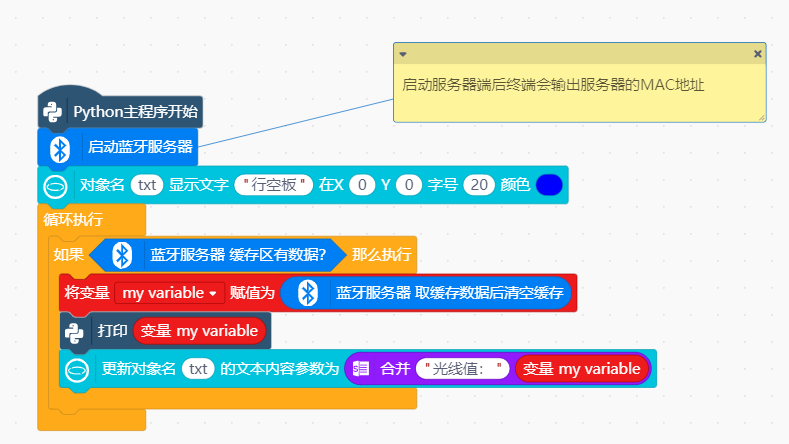 启动服务器端后终端会输出服务器的MAC地址
Python主程序开始
启动蓝牙服务器
对象名 txt 显示文字 "行空板" 在X 0 Y 0 字号 20 颜色
循环执行
如果 蓝牙服务器 缓存区有数据? 那么执行
将变量 my variable 赋值为 蓝牙服务器 取缓存数据后清空缓存
打印 变量 my variable
更新对象名 txt 的文本内容参数为 合并 "光线值：" 变量 my variable